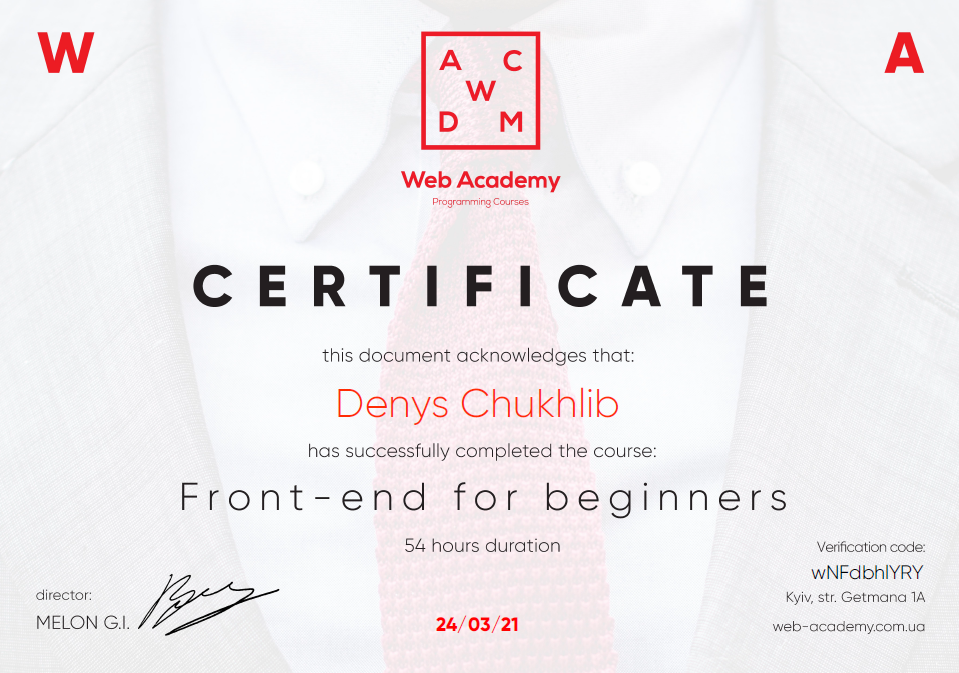 W
A
A C
W
D M
Web Academy
Programming Courses
CERTIFICATE
this document acknowledges that:
Denys Chukhlib
has successfully completed the course:
Front-end for beginners
54 hours duration
director:
MELON G.I.
24/03/21
Verification code:
wNFdbhlYRY
Kyiv, str. Getmana 1A
web-academy.com.ua